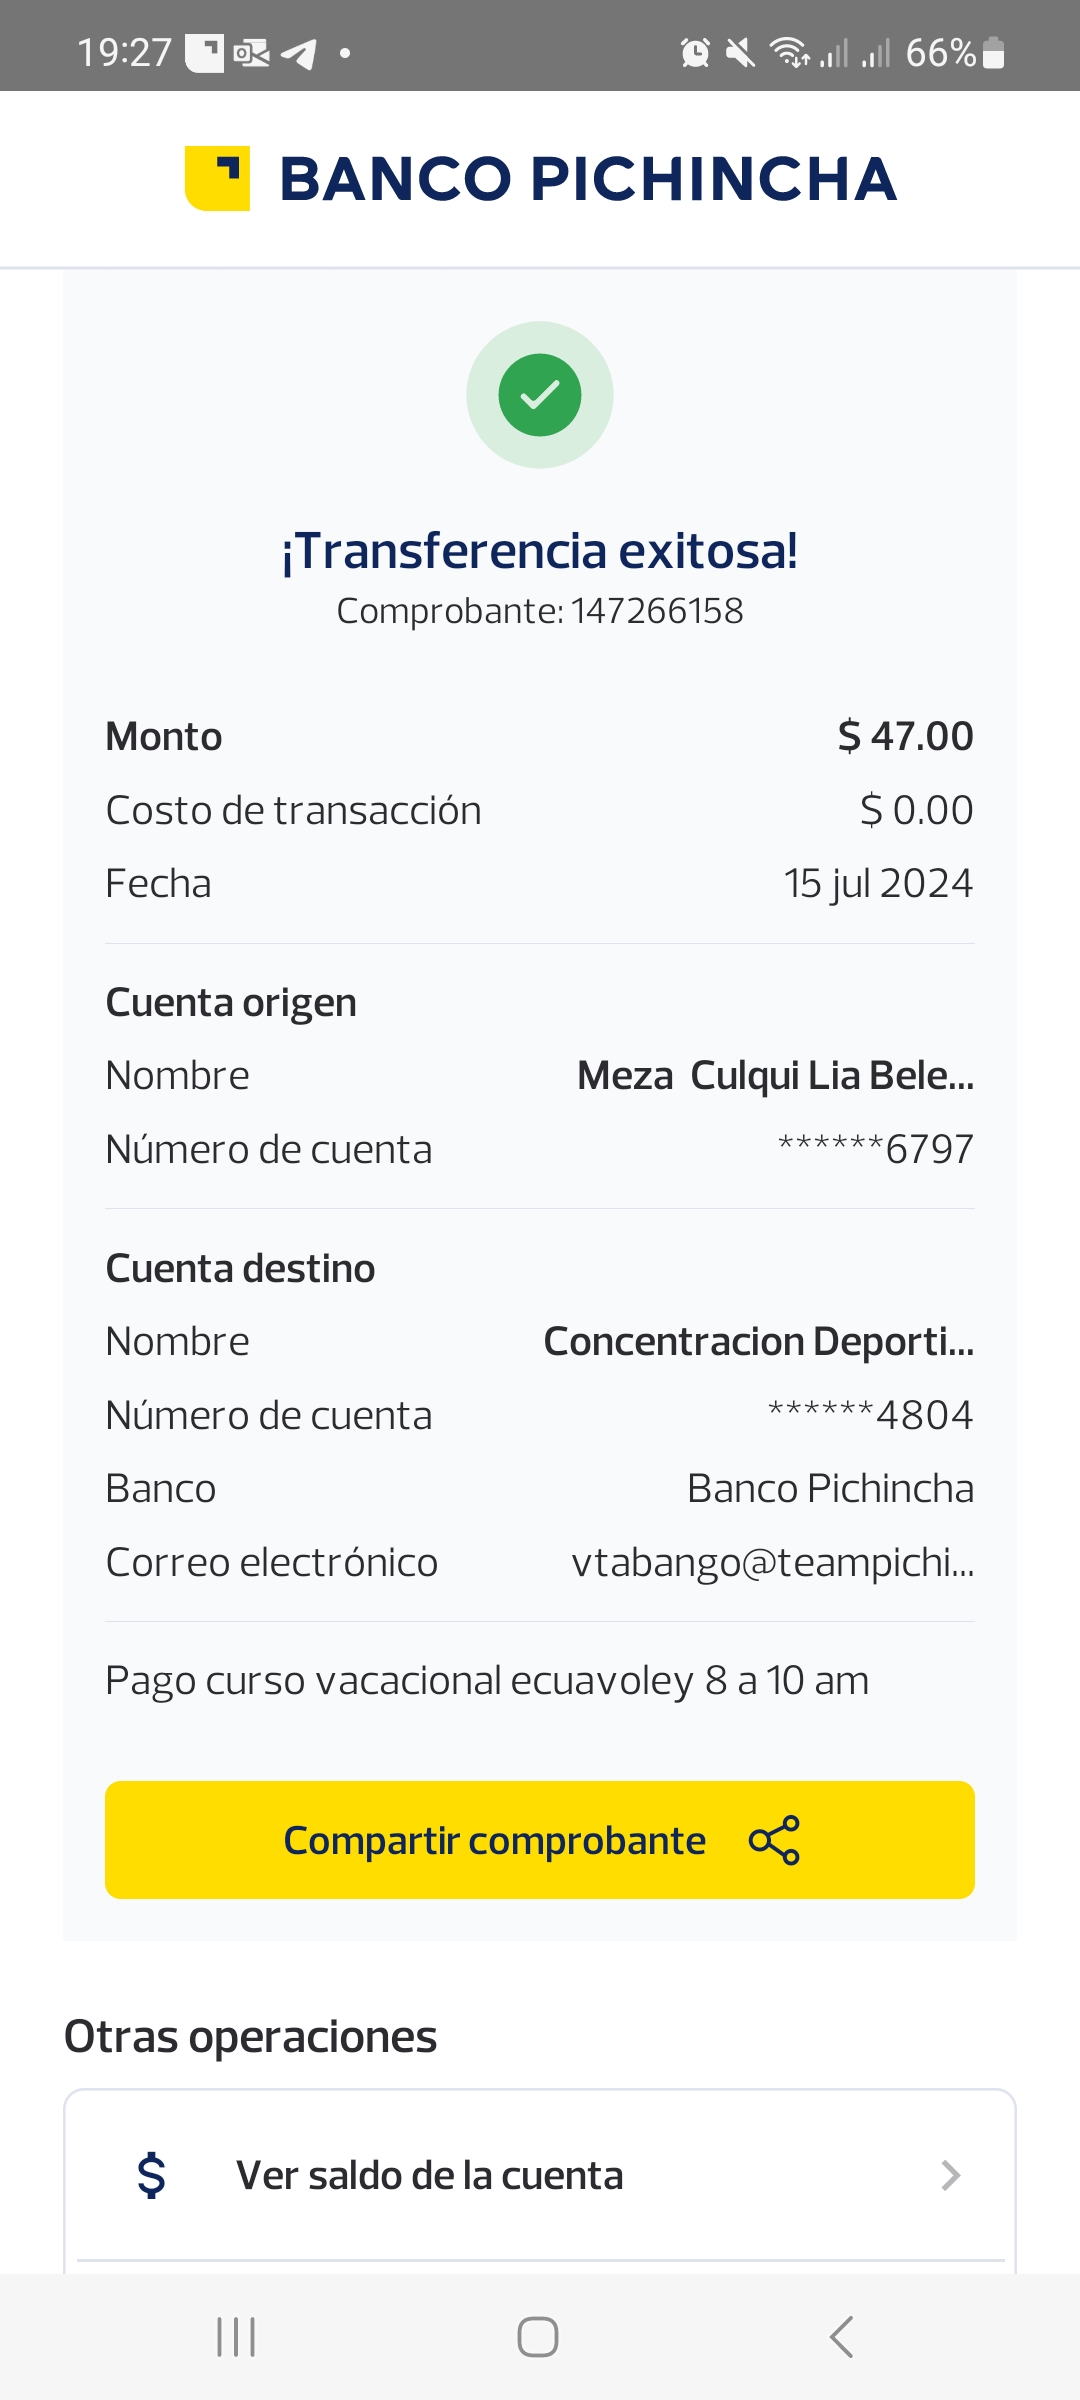 19:27 66%
BANCO PICHINCHA
¡Transferencia exitosa!
Comprobante: 147266158
Monto $ 47.00
Costo de transacción $ 0.00
Fecha 15 jul 2024
Cuenta origen
Nombre Meza  Culqui Lia Bele...
Número de cuenta ******6797
Cuenta destino
Nombre Concentracion Deporti...
Número de cuenta ******4804
Banco Banco Pichincha
Correo electrónico vtabango@teampichi...
Pago curso vacacional ecuavoley 8 a 10 am
Compartir comprobante
Otras operaciones
$ Ver saldo de la cuenta